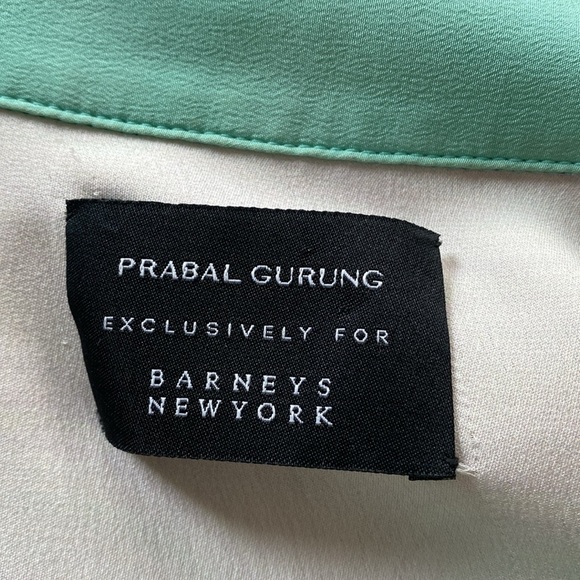 PRABAL GURUNG
EXCLUSIVELY FOR
BARNEYS
NEWYORK